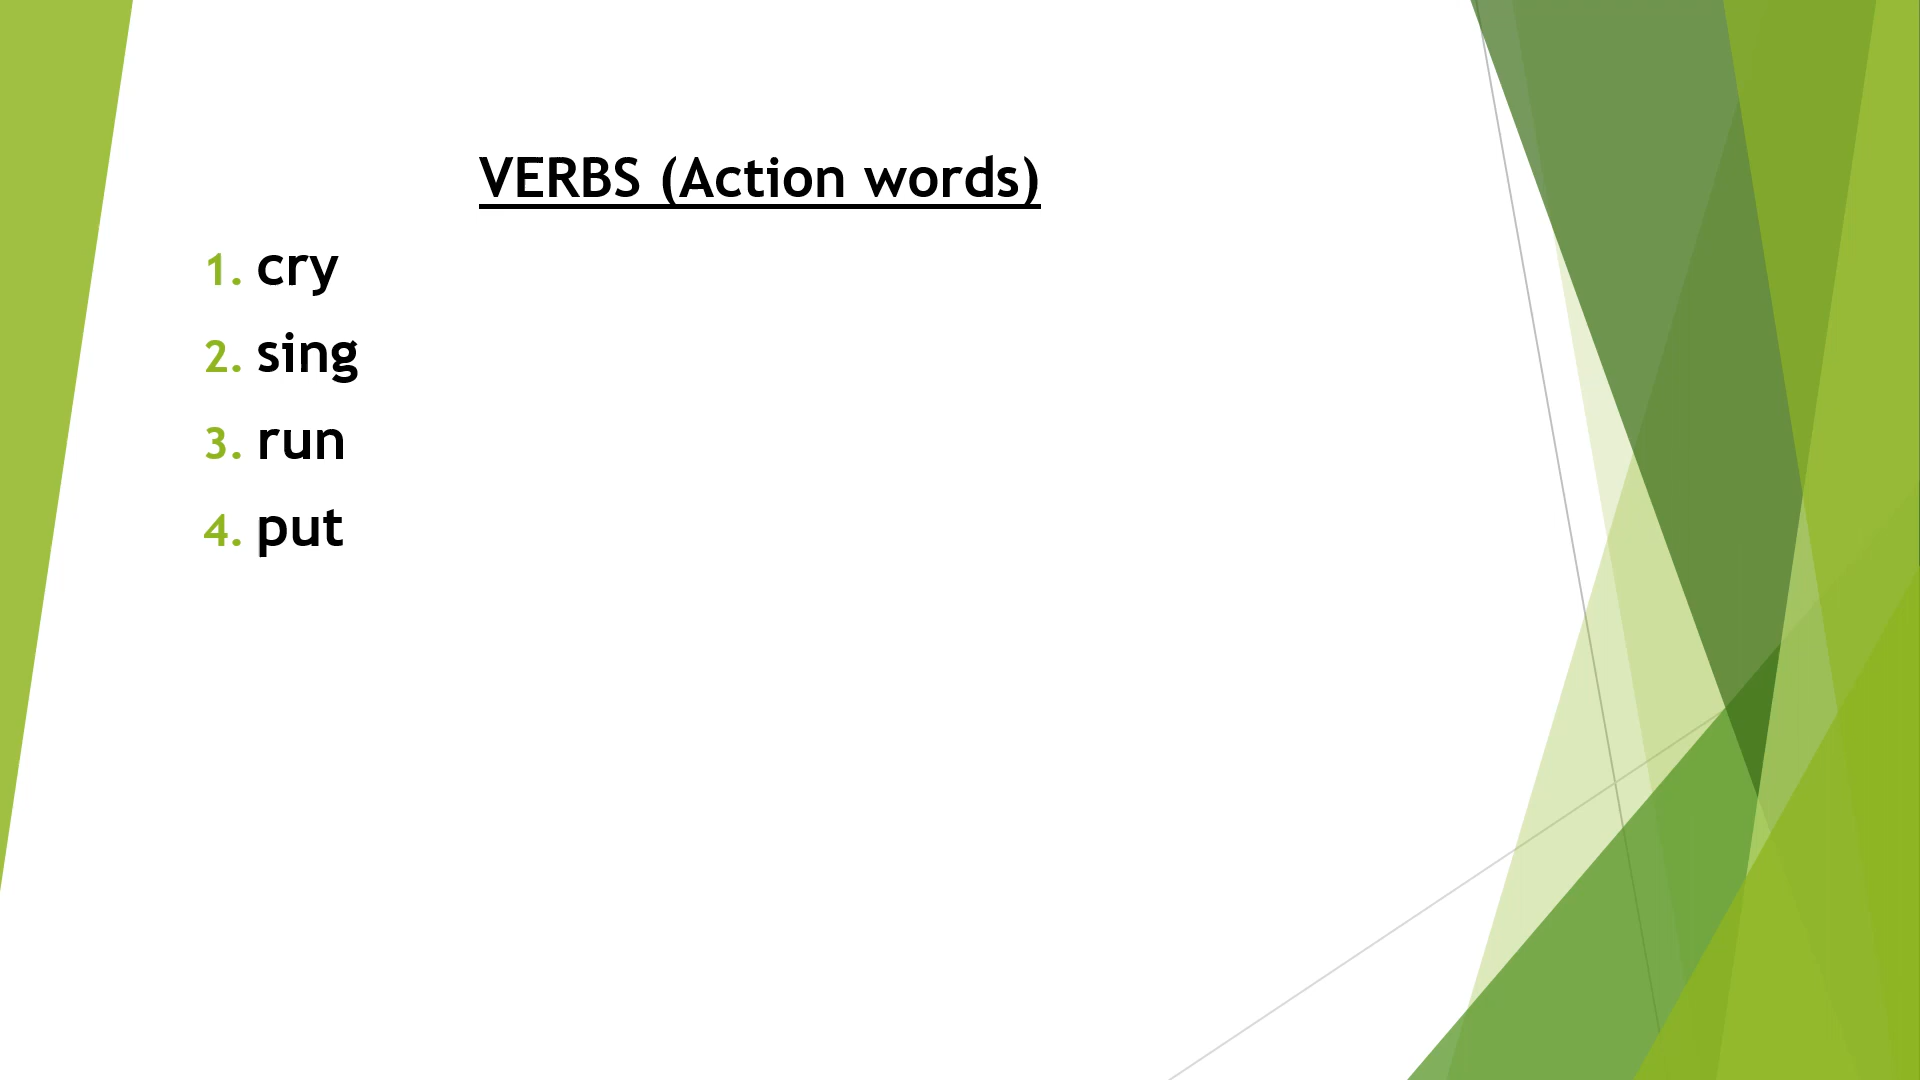 VERBS (Action words)
1. cry
2. sing
3. run
4. put